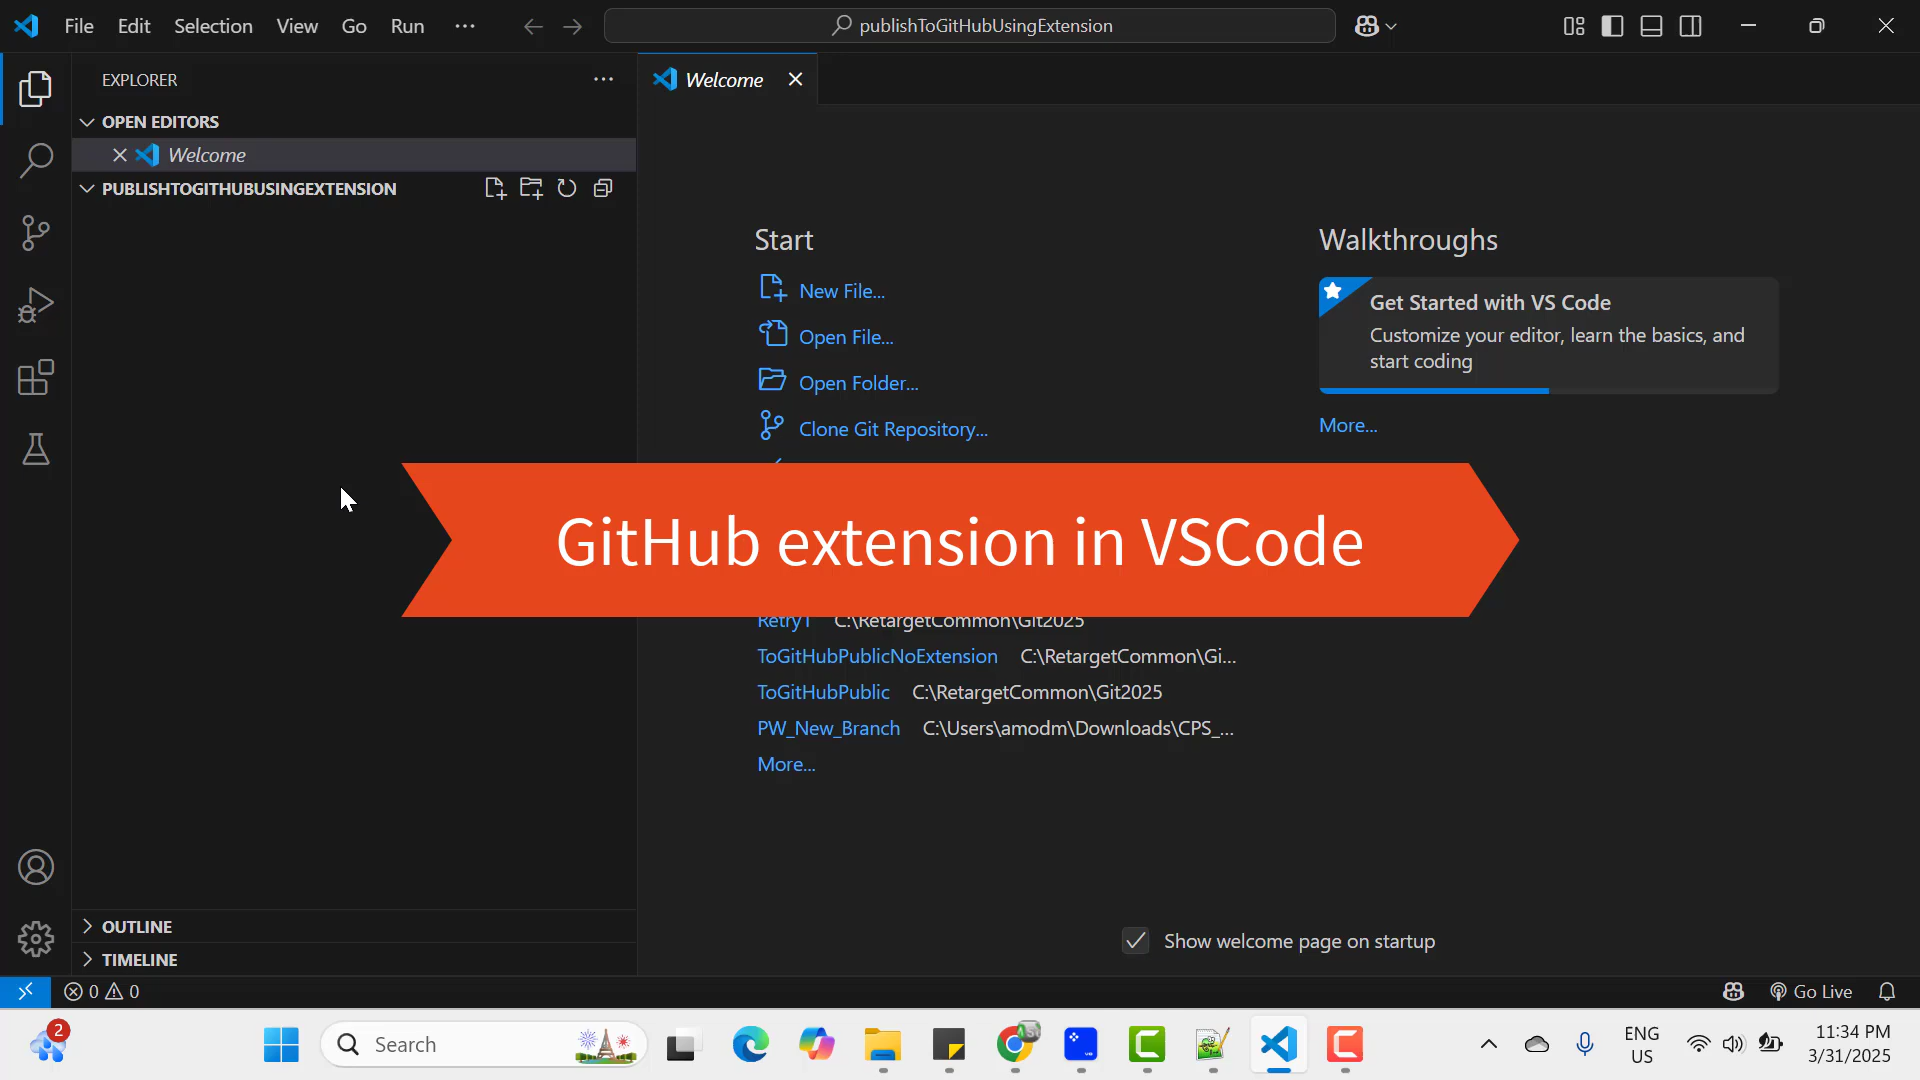 File Edit Selection View Go Run ···
publishToGitHubUsingExtension
EXPLORER
Welcome
OPEN EDITORS
Welcome
PUBLISHTOGITHUBUSINGEXTENSION
Start
New File...
Open File...
Open Folder...
Clone Git Repository...
Walkthroughs
Get Started with VS Code
Customize your editor, learn the basics, and
start coding
More...
GitHub extension in VSCode
Retry1 C:\RetargetCommon\Git2025
ToGitHubPublicNoExtension C:\RetargetCommon\Gi...
ToGitHubPublic C:\RetargetCommon\Git2025
PW_New_Branch C:\Users\amodm\Downloads\CPS_...
More...
Show welcome page on startup
OUTLINE
TIMELINE
0 0
Go Live
2
Search
ENG
US
11:34 PM
3/31/2025